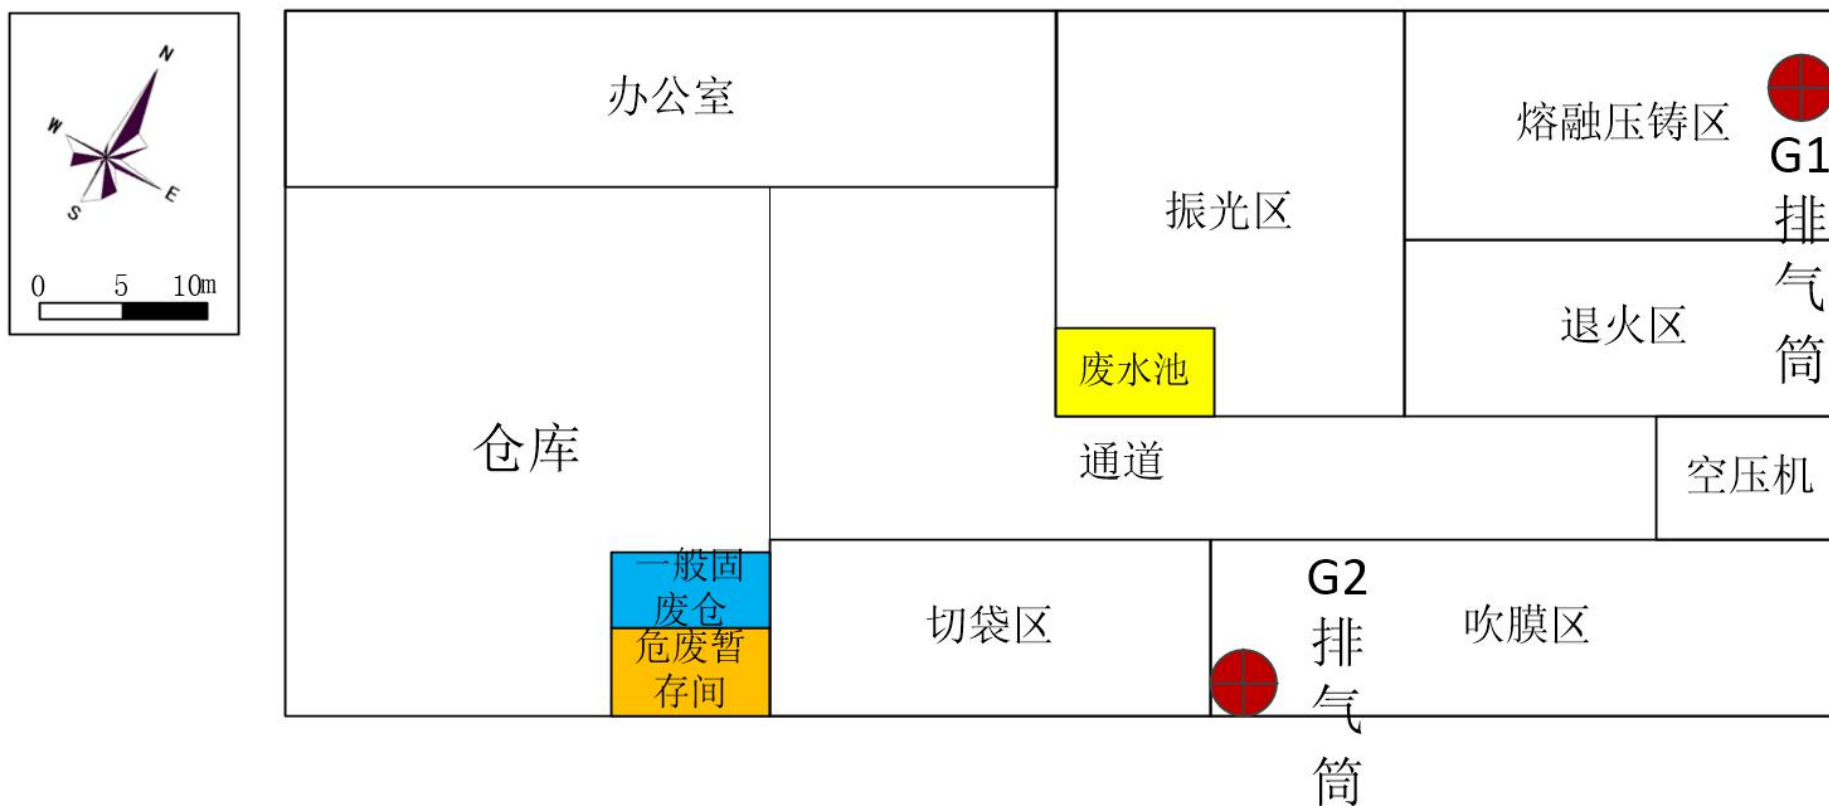 N
W
E
S
0 5 10m
办公室
振光区
熔融压铸区
G1
排
气
筒
退火区
废水池
仓库
通道
空压机
一般固
废仓
危废暂
存间
切袋区
G2
排
气
筒
吹膜区